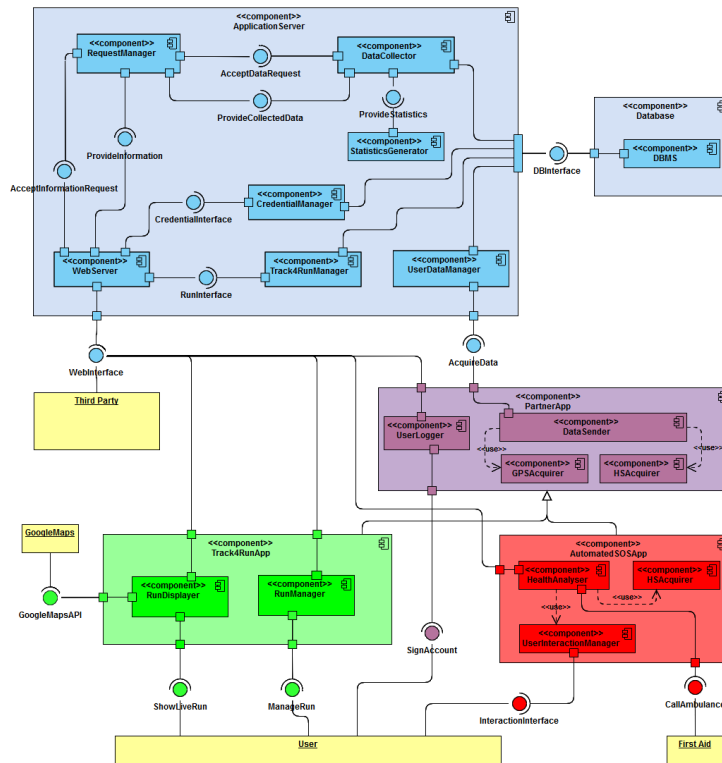 <<component>>
ApplicationServer
<<component>>
RequestManager
<<component>>
DataCollector
AcceptDataRequest
ProvideCollectedData
ProvideStatistics
<<component>>
Database
<<component>>
DBMS
ProvideInformation
<<component>>
StatisticsGenerator
DBInterface
AcceptInformationRequest
<<component>>
CredentialManager
CredentialInterface
<<component>>
WebServer
<<component>>
Track4RunManager
<<component>>
UserDataManager
RunInterface
WebInterface
AcquireData
Third Party
<<component>>
PartnerApp
<<component>>
UserLogger
<<component>>
DataSender
<<use>>
<<use>>
<<component>>
GPSAcquirer
<<component>>
HSAcquirer
GoogleMaps
<<component>>
Track4RunApp
<<component>>
AutomatedSOSApp
<<component>>
RunDisplayer
<<component>>
RunManager
<<component>>
HealthAnalyser
<<component>>
HSAcquirer
<<use>>
<<use>>
GoogleMapsAPI
<<component>>
UserInteractionManager
SignAccount
ShowLiveRun
ManageRun
InteractionInterface
CallAmbulance
User
First Aid